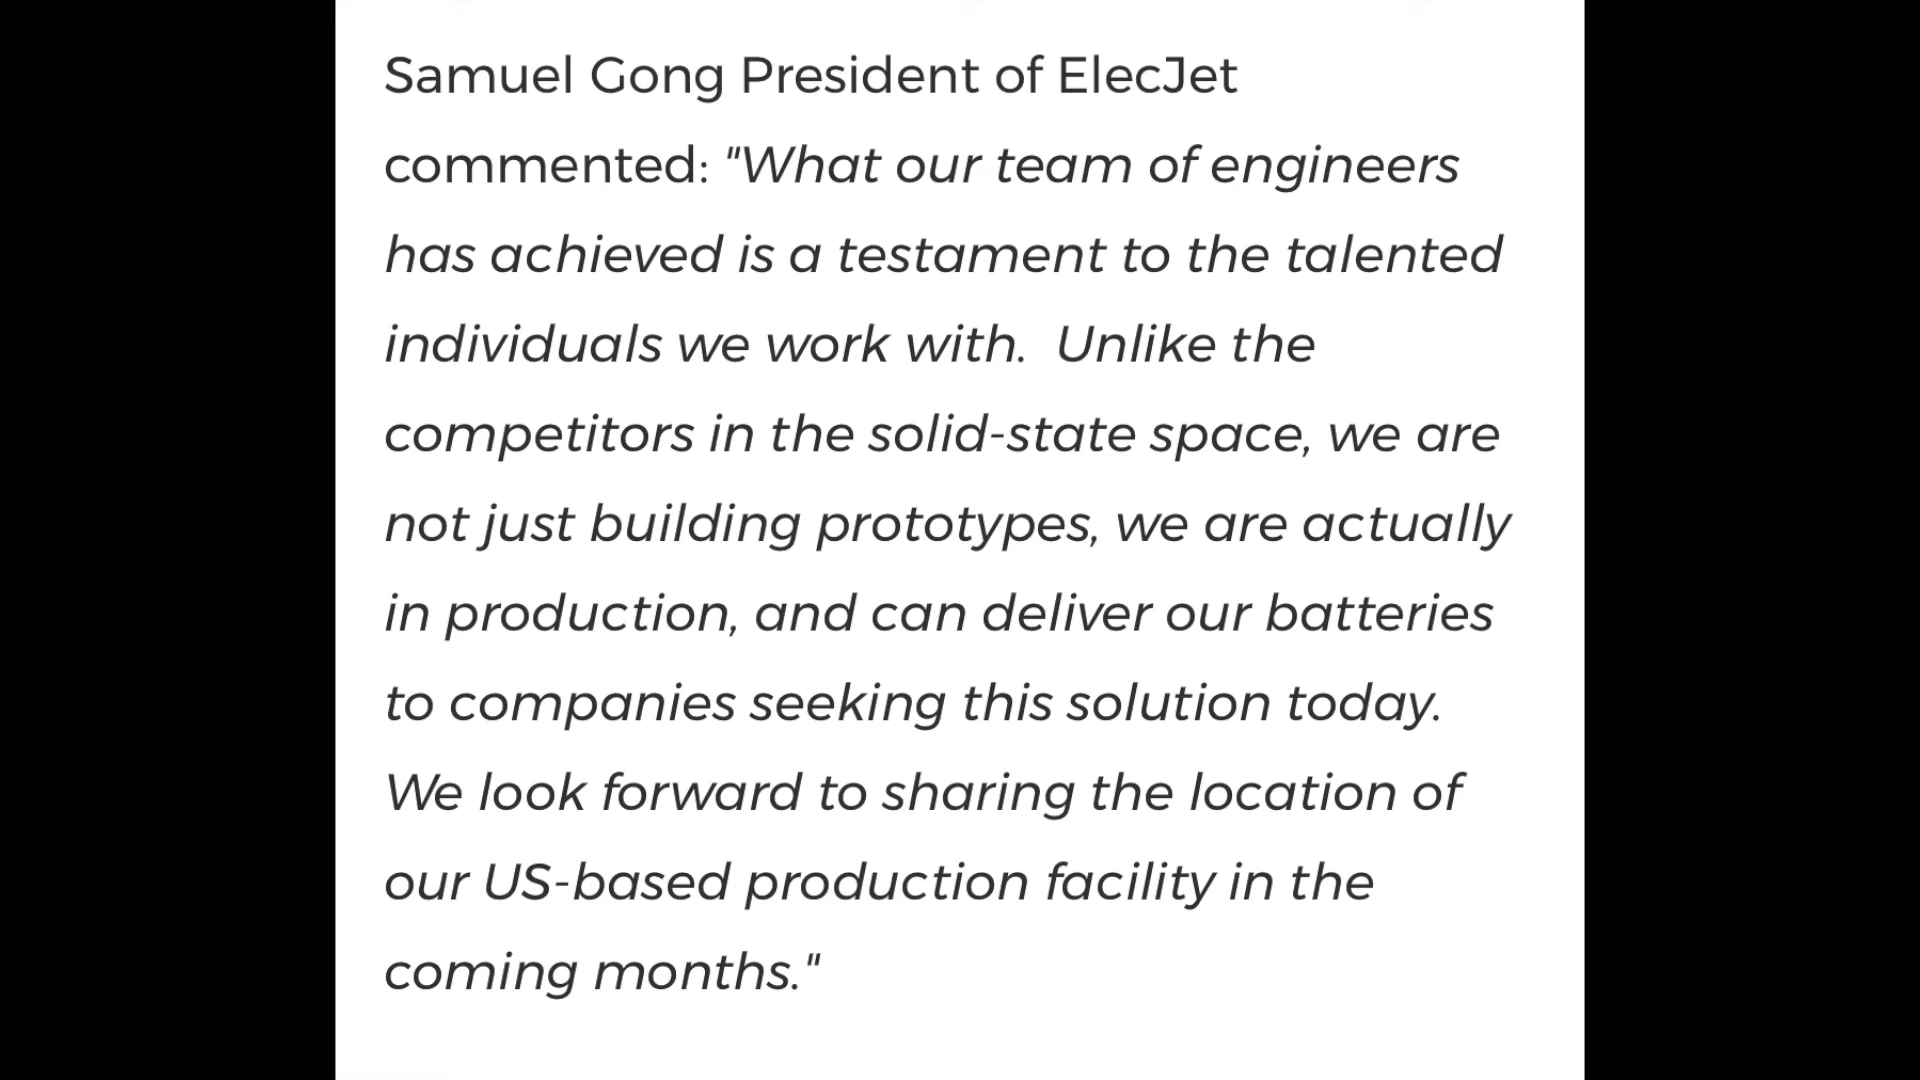 Samuel Gong President of ElecJet
commented: "What our team of engineers
has achieved is a testament to the talented
individuals we work with.  Unlike the
competitors in the solid-state space, we are
not just building prototypes, we are actually
in production, and can deliver our batteries
to companies seeking this solution today.
We look forward to sharing the location of
our US-based production facility in the
coming months."